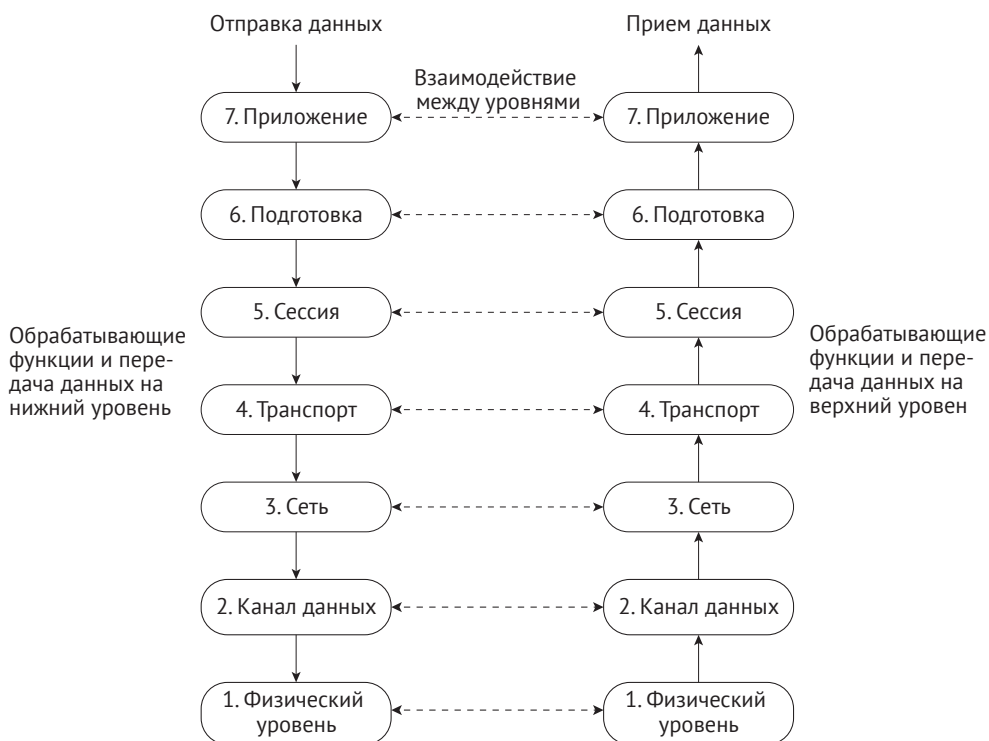 Отправка данных
Прием данных
Взаимодействие
между уровнями
7. Приложение
7. Приложение
6. Подготовка
6. Подготовка
5. Сессия
5. Сессия
Обрабатывающие
функции и пере-
дача данных на
нижний уровень
Обрабатывающие
функции и пере-
дача данных на
верхний уровен
4. Транспорт
4. Транспорт
3. Сеть
3. Сеть
2. Канал данных
2. Канал данных
1. Физический
уровень
1. Физический
уровень